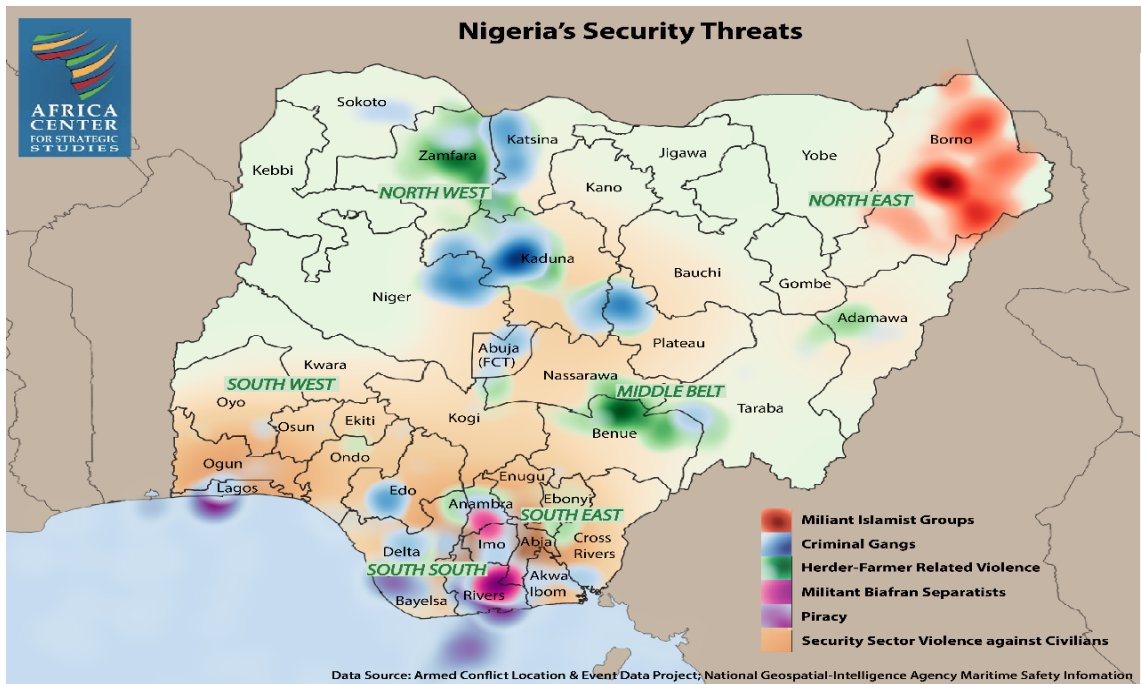 Nigeria's Security Threats
AFRICA
CENTER
FOR STRATEGIC
STUDIES
Sokoto
Katsina
Borno
Zamfara
Jigawa
Yobe
Kebbi
Kano
NORTH WEST
NORTH EAST
Kaduna
Bauchi
Gombe
Niger
Adamawa
Abuja
(FCT)
Plateau
Kwara
Nassarawa
SOUTH WEST
MIDDLE BELT
Oyo
Taraba
Kogi
Osun
Ekiti
Benue
Ondo
Ogun
Enugu
Lagos
Edo
Anambra
Ebony
SOUTH EAST
Imo
Abia
Cross
Rivers
Delta
SOUTH SOUTH
Akwa
Ibom
Bayelsa
Rivers
Miliant Islamist Groups
Criminal Gangs
Herder-Farmer Related Violence
Militant Biafran Separatists
Piracy
Security Sector Violence against Civilians
Data Source: Armed Conflict Location & Event Data Project; National Geospatial-Intelligence Agency Maritime Safety Infomation